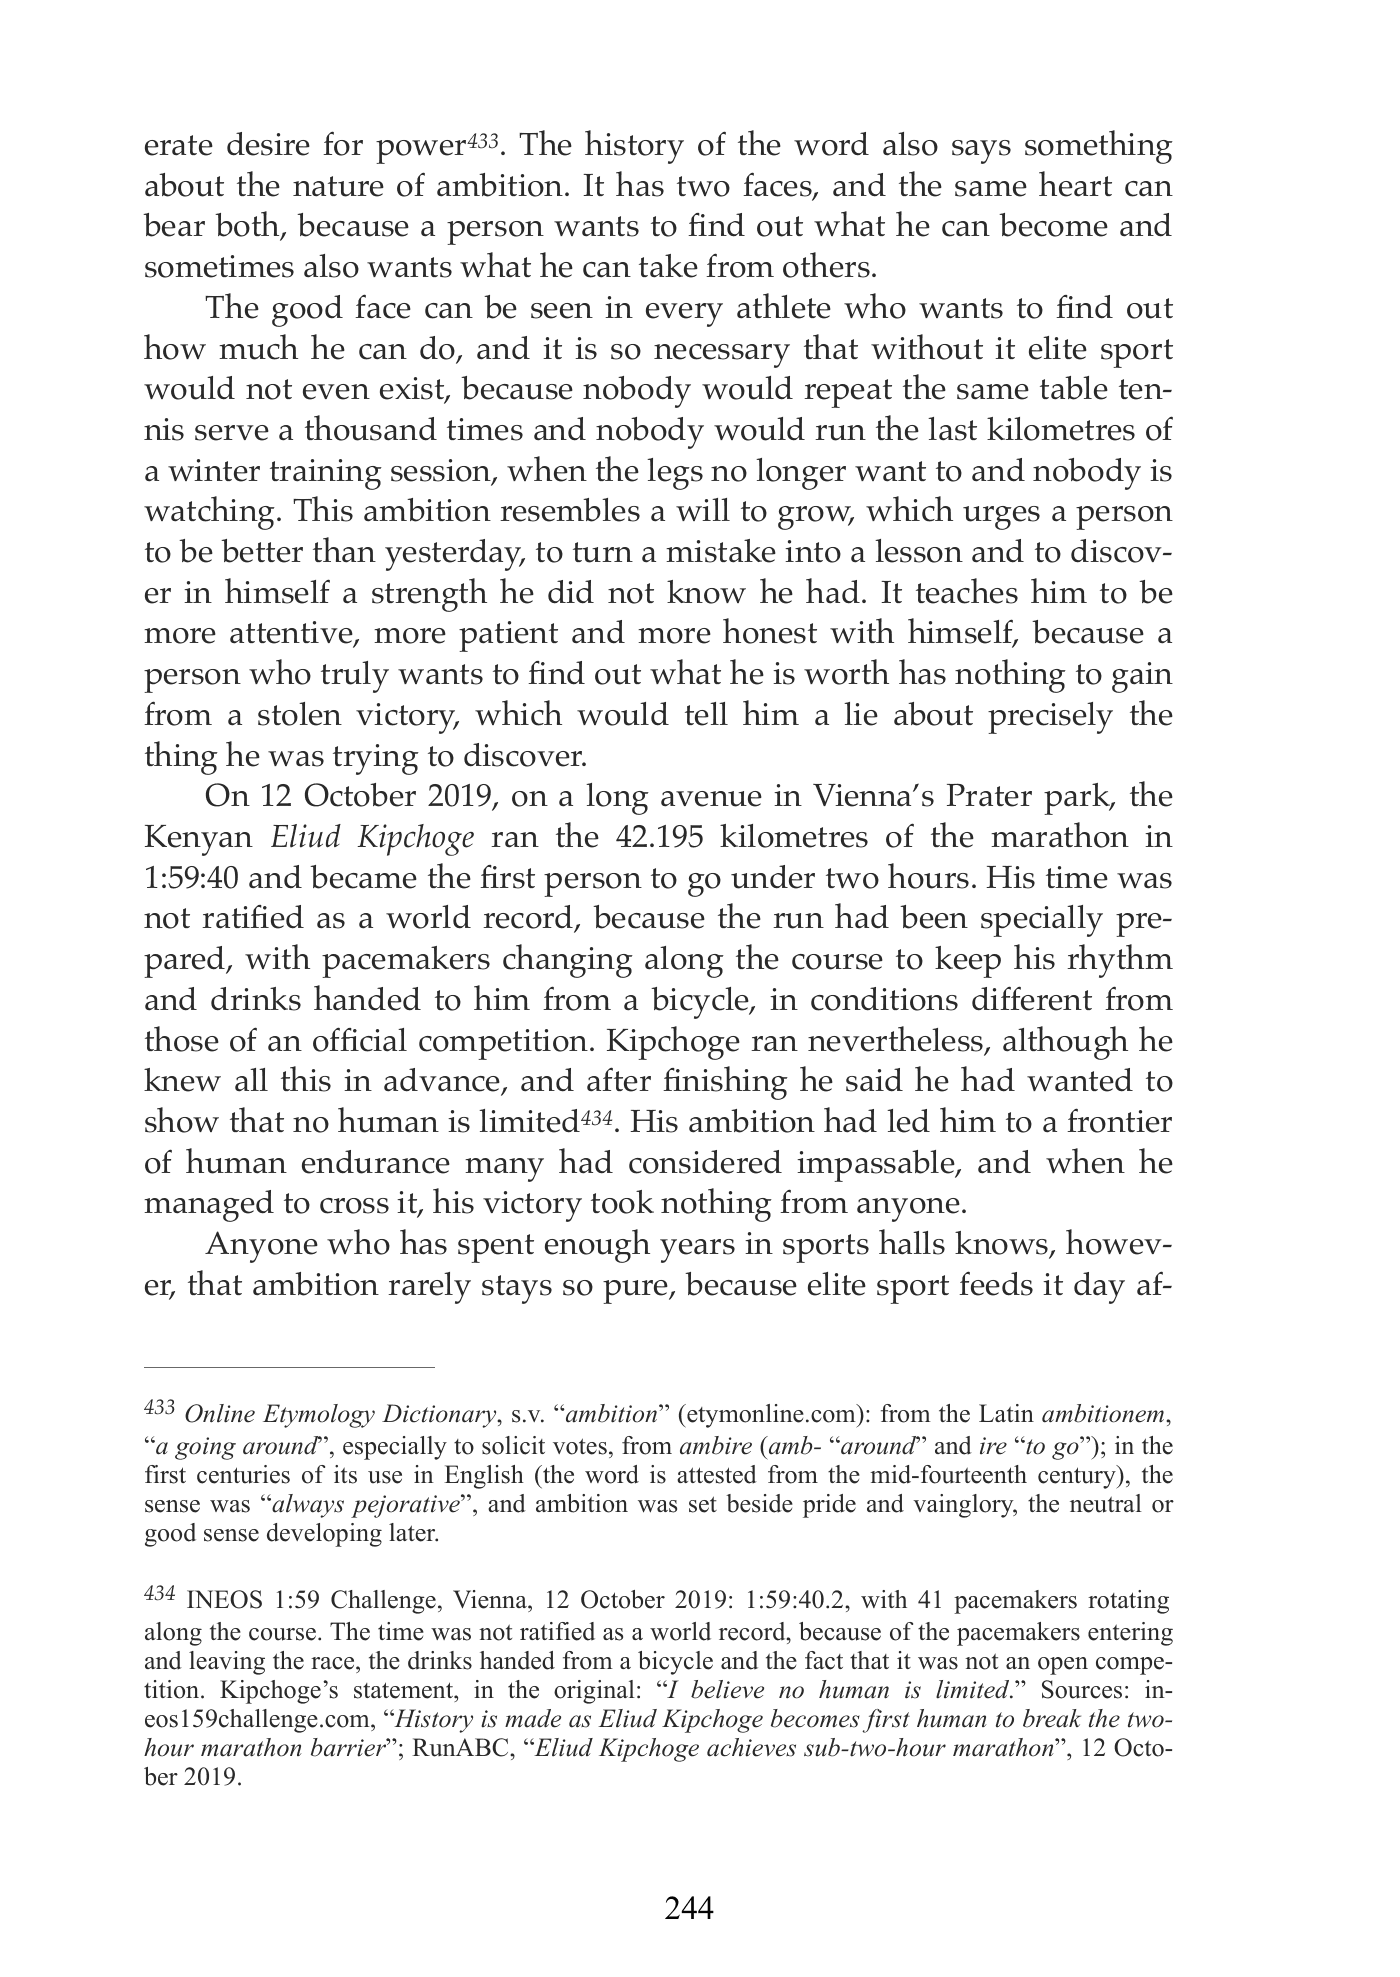 erate desire for power433. The history of the word also says something
about the nature of ambition. It has two faces, and the same heart can
bear both, because a person wants to find out what he can become and
sometimes also wants what he can take from others.
The good face can be seen in every athlete who wants to find out
how much he can do, and it is so necessary that without it elite sport
would not even exist, because nobody would repeat the same table ten-
nis serve a thousand times and nobody would run the last kilometres of
a winter training session, when the legs no longer want to and nobody is
watching. This ambition resembles a will to grow, which urges a person
to be better than yesterday, to turn a mistake into a lesson and to discov-
er in himself a strength he did not know he had. It teaches him to be
more attentive, more patient and more honest with himself, because a
person who truly wants to find out what he is worth has nothing to gain
from a stolen victory, which would tell him a lie about precisely the
thing he was trying to discover.
On 12 October 2019, on a long avenue in Vienna’s Prater park, the
Kenyan Eliud Kipchoge ran the 42.195 kilometres of the marathon in
1:59:40 and became the first person to go under two hours. His time was
not ratified as a world record, because the run had been specially pre-
pared, with pacemakers changing along the course to keep his rhythm
and drinks handed to him from a bicycle, in conditions different from
those of an official competition. Kipchoge ran nevertheless, although he
knew all this in advance, and after finishing he said he had wanted to
show that no human is limited434. His ambition had led him to a frontier
of human endurance many had considered impassable, and when he
managed to cross it, his victory took nothing from anyone.
Anyone who has spent enough years in sports halls knows, howev-
er, that ambition rarely stays so pure, because elite sport feeds it day af-
433 Online Etymology Dictionary, s.v. “ambition” (etymonline.com): from the Latin ambitionem,
“a going around”, especially to solicit votes, from ambire (amb- “around” and ire “to go”); in the
first centuries of its use in English (the word is attested from the mid-fourteenth century), the
sense was “always pejorative”, and ambition was set beside pride and vainglory, the neutral or
good sense developing later.
434 INEOS 1:59 Challenge, Vienna, 12 October 2019: 1:59:40.2, with 41 pacemakers rotating
along the course. The time was not ratified as a world record, because of the pacemakers entering
and leaving the race, the drinks handed from a bicycle and the fact that it was not an open compe-
tition. Kipchoge’s statement, in the original: “I believe no human is limited.” Sources: in-
eos159challenge.com, “History is made as Eliud Kipchoge becomes first human to break the two-
hour marathon barrier”; RunABC, “Eliud Kipchoge achieves sub-two-hour marathon”, 12 Octo-
ber 2019.
244